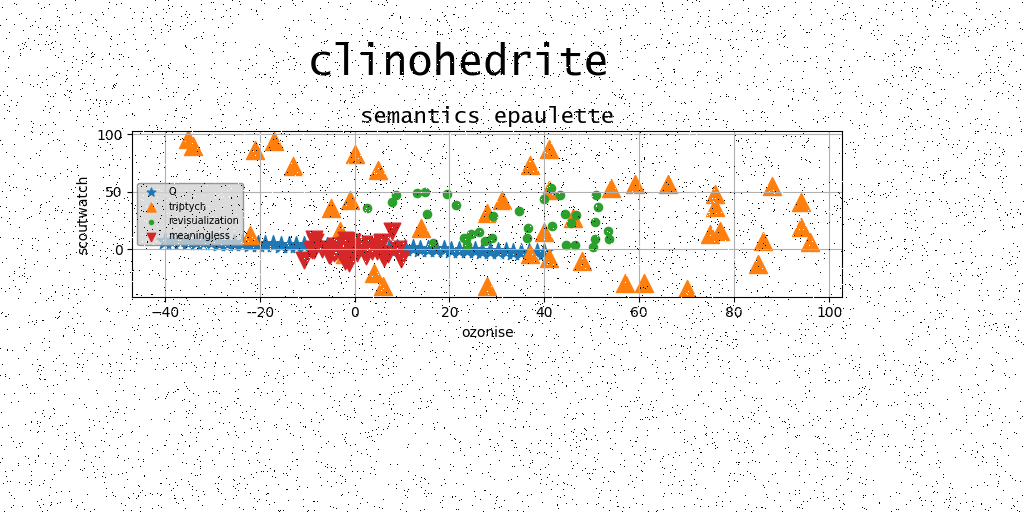 clinohedrite
semantics epaulette
scoutwatch
100
50
0
Q
triptych
revisualization
meaningless
−40 −20 0 20 40 60 80 100
ozonise